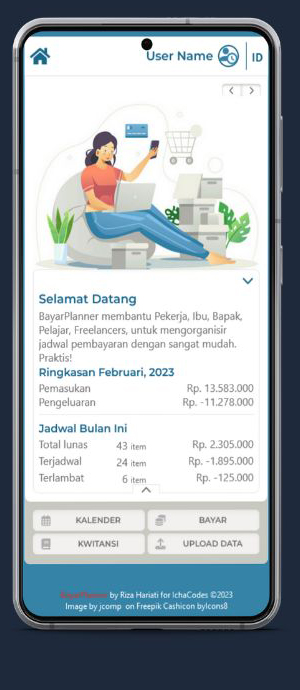 User Name ID
Selamat Datang
BayarPlanner membantu Pekerja, Ibu, Bapak,
Pelajar, Freelancers, untuk mengorganisir
jadwal pembayaran dengan sangat mudah.
Praktis!
Ringkasan Februari, 2023
Pemasukan Rp. 13.583.000
Pengeluaran Rp. -11.278.000
Jadwal Bulan Ini
Total lunas 43 item Rp. 2.305.000
Terjadwal 24 item Rp. -1.895.000
Terlambat 6 item Rp. -125.000
KALENDER BAYAR
KWITANSI UPLOAD DATA
BayarPlanner by Riza Hariati for IchaCodes ©2023
Image by jcomp on Freepik Cashicon byIcons8